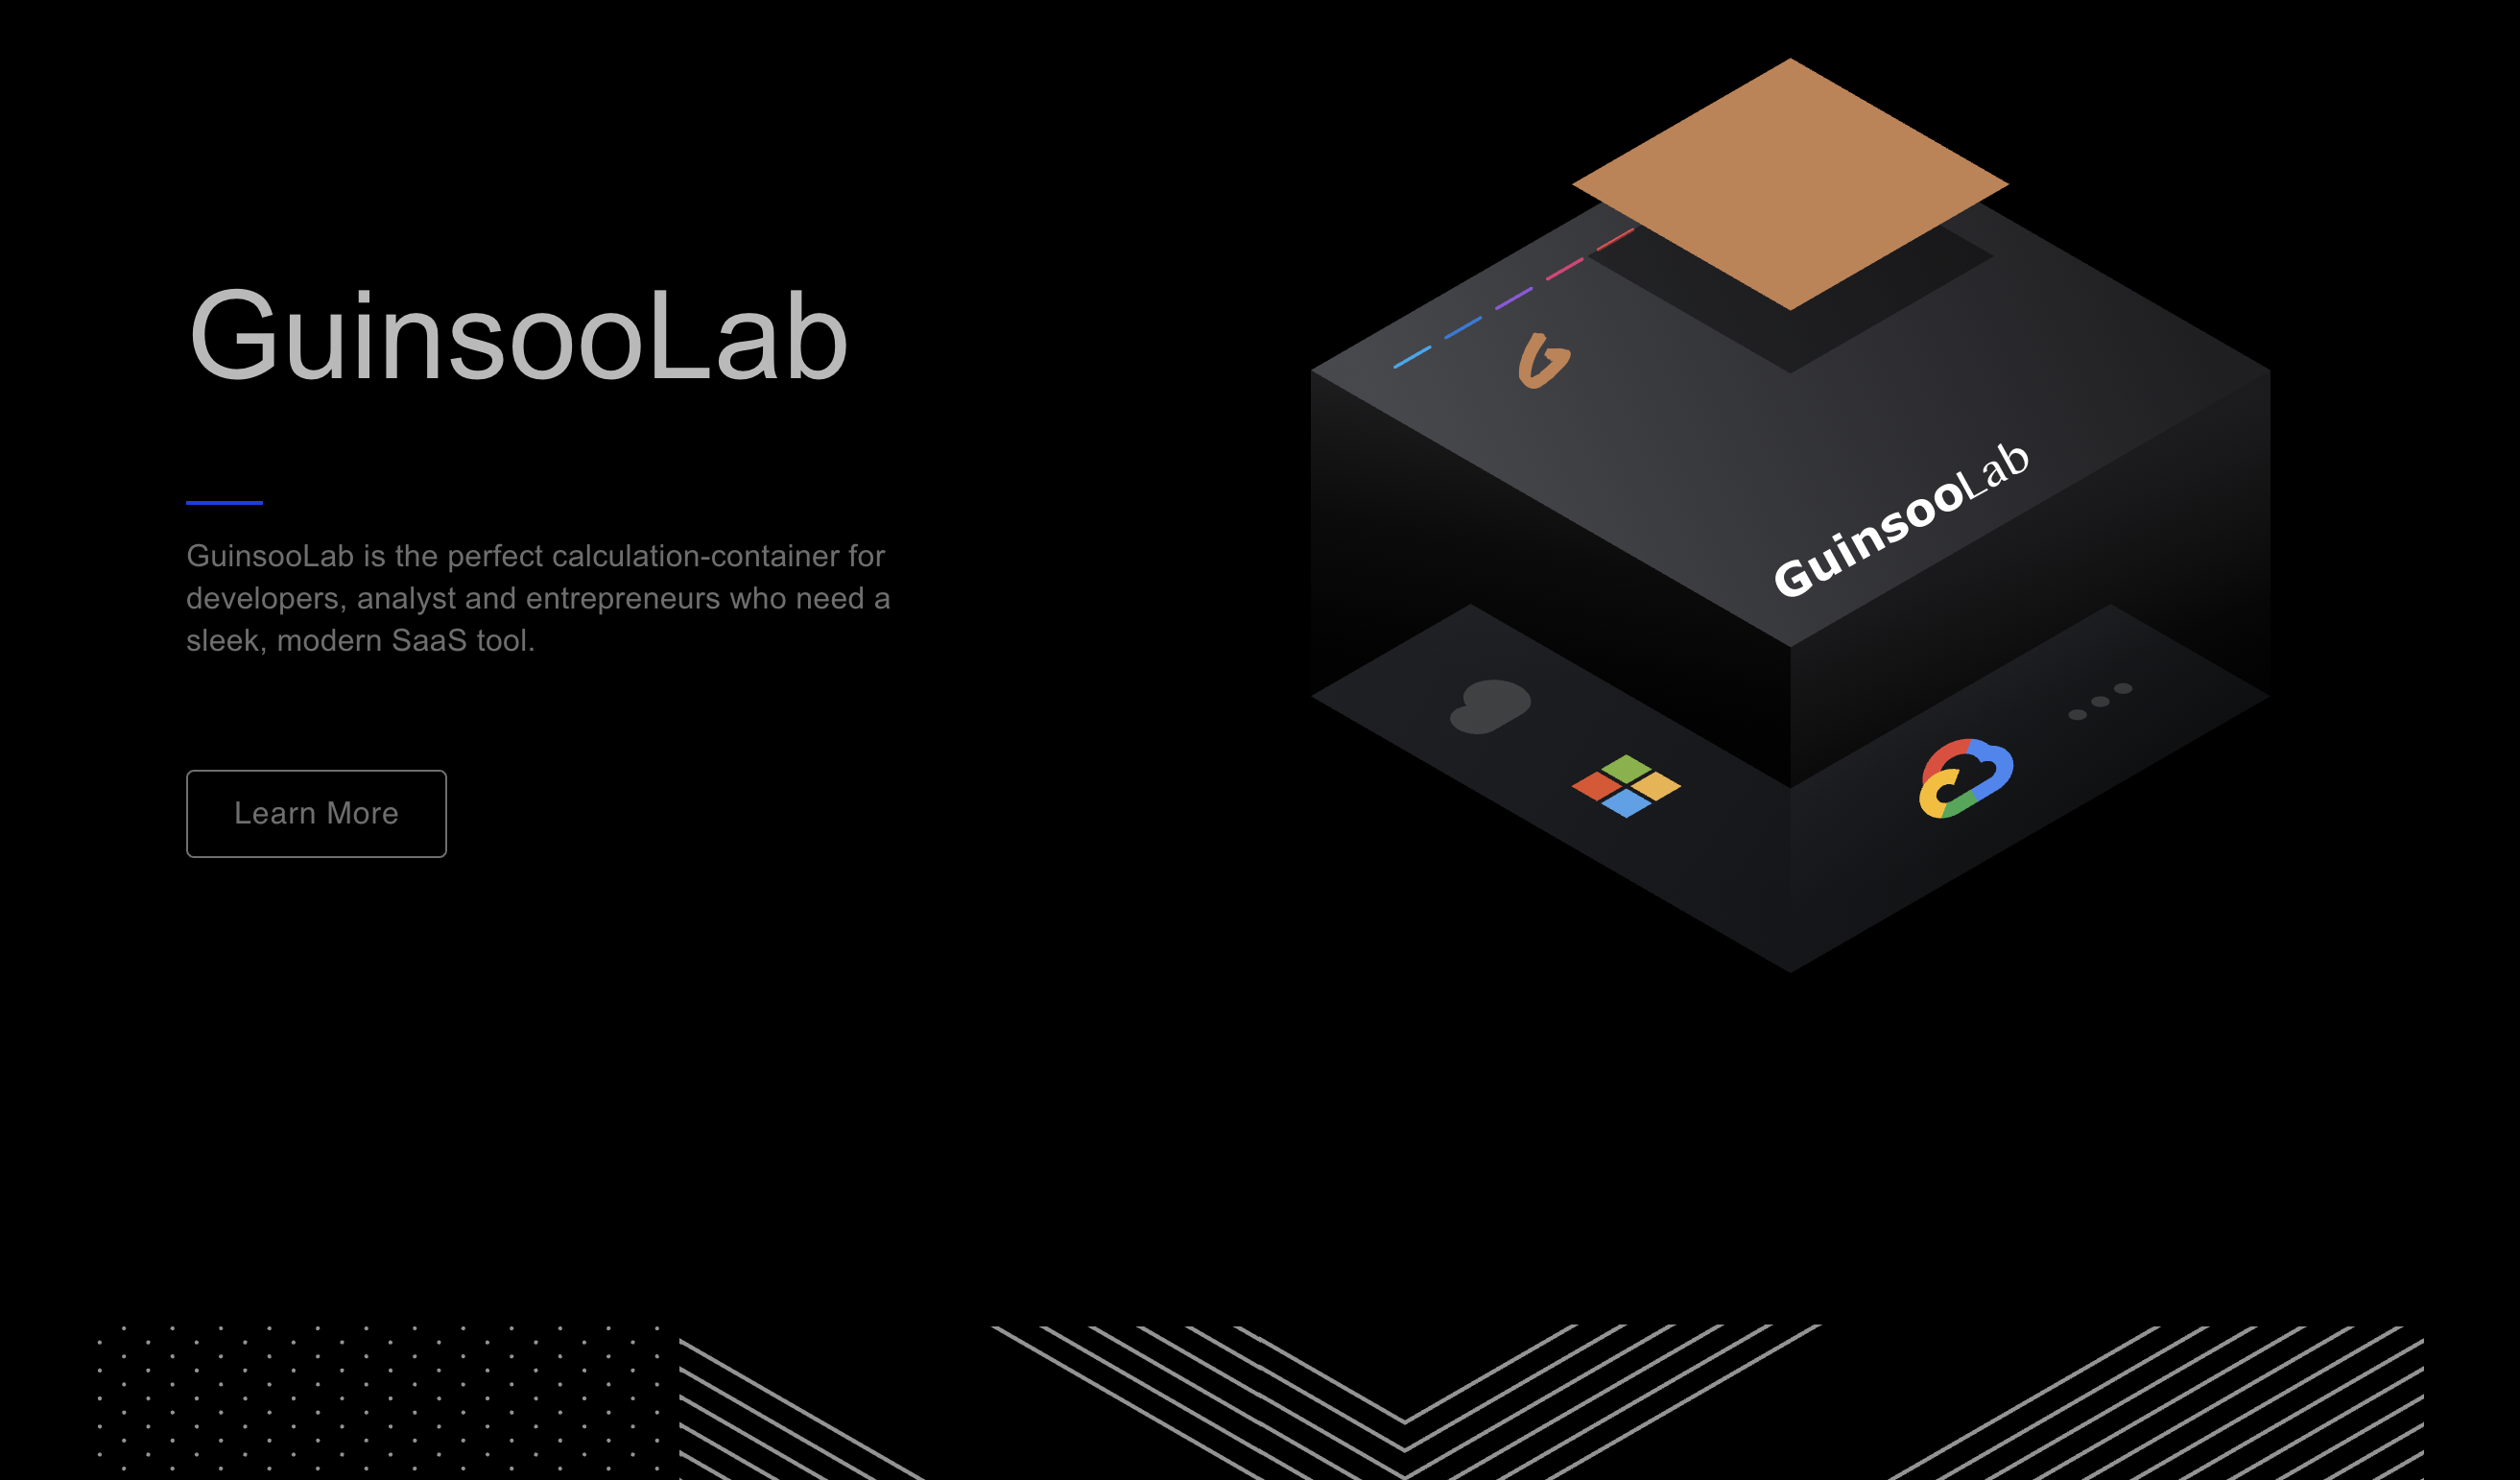 GuinsooLab
GuinsooLab is the perfect calculation-container for
developers, analyst and entrepreneurs who need a
sleek, modern SaaS tool.
Learn More
G
GuinsooLab